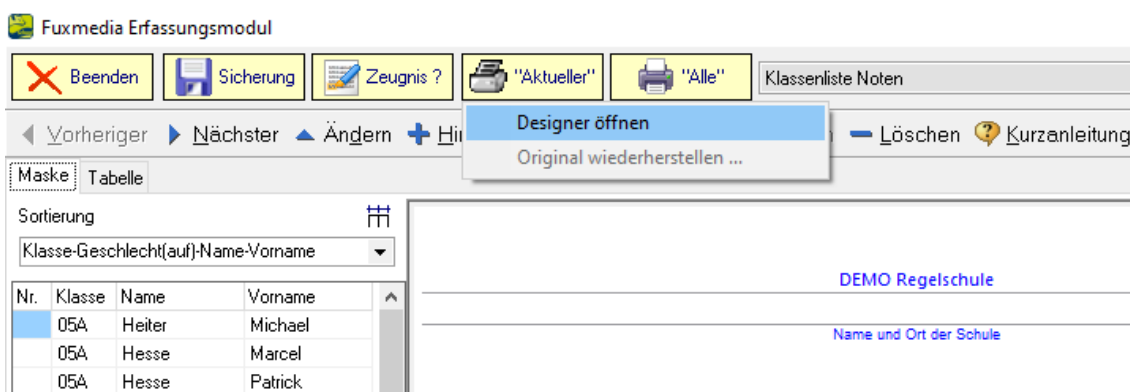 Fuxmedia Erfassungsmodul
Beenden Sicherung Zeugnis ? "Aktueller" "Alle" Klassenliste Noten
Vorheriger Nächster Ändern Löschen Kurzanleitung
Designer öffnen
Original wiederherstellen ...
Maske Tabelle
Sortierung
Klasse-Geschlecht(auf)-Name-Vorname
DEMO Regelschule
Nr. Klasse Name Vorname
05A Heiter Michael
Name und Ort der Schule
05A Hesse Marcel
05A Hesse Patrick